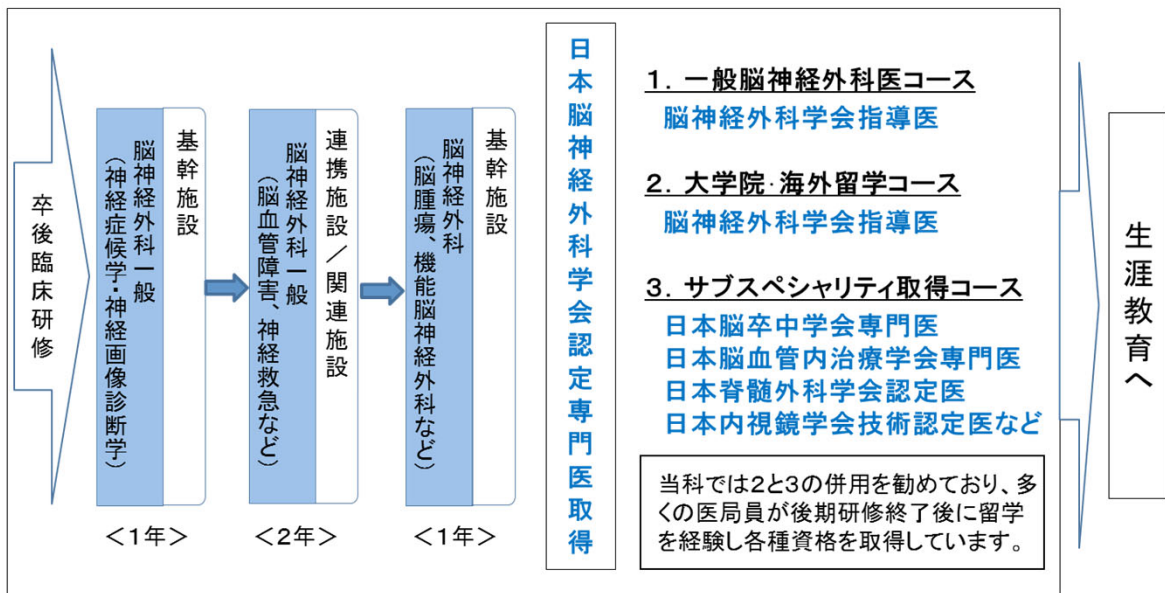 卒後臨床研修
基幹施設
脳神経外科一般
（神経症候学・神経画像診断学）
＜1年＞
連携施設／関連施設
脳神経外科一般
（脳血管障害、神経救急など）
＜2年＞
基幹施設
脳神経外科
（脳腫瘍、機能脳神経外科など）
＜1年＞
日本脳神経外科学会認定専門医取得
1．一般脳神経外科医コース
脳神経外科学会指導医
2．大学院・海外留学コース
脳神経外科学会指導医
3．サブスペシャリティ取得コース
日本脳卒中学会専門医
日本脳血管内治療学会専門医
日本脊髄外科学会認定医
日本内視鏡学会技術認定医など
当科では2と3の併用を勧めており、多
くの医局員が後期研修終了後に留学
を経験し各種資格を取得しています。
生涯教育へ